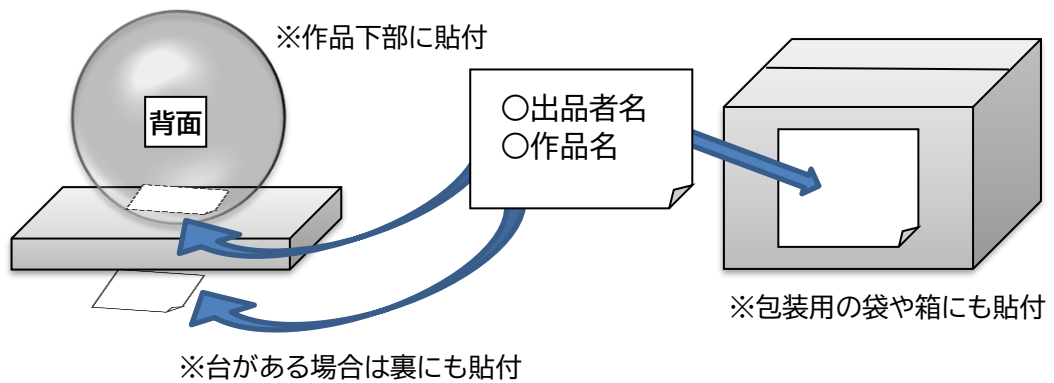 ※作品下部に貼付
背面
〇出品者名
〇作品名
※包装用の袋や箱にも貼付
※台がある場合は裏にも貼付